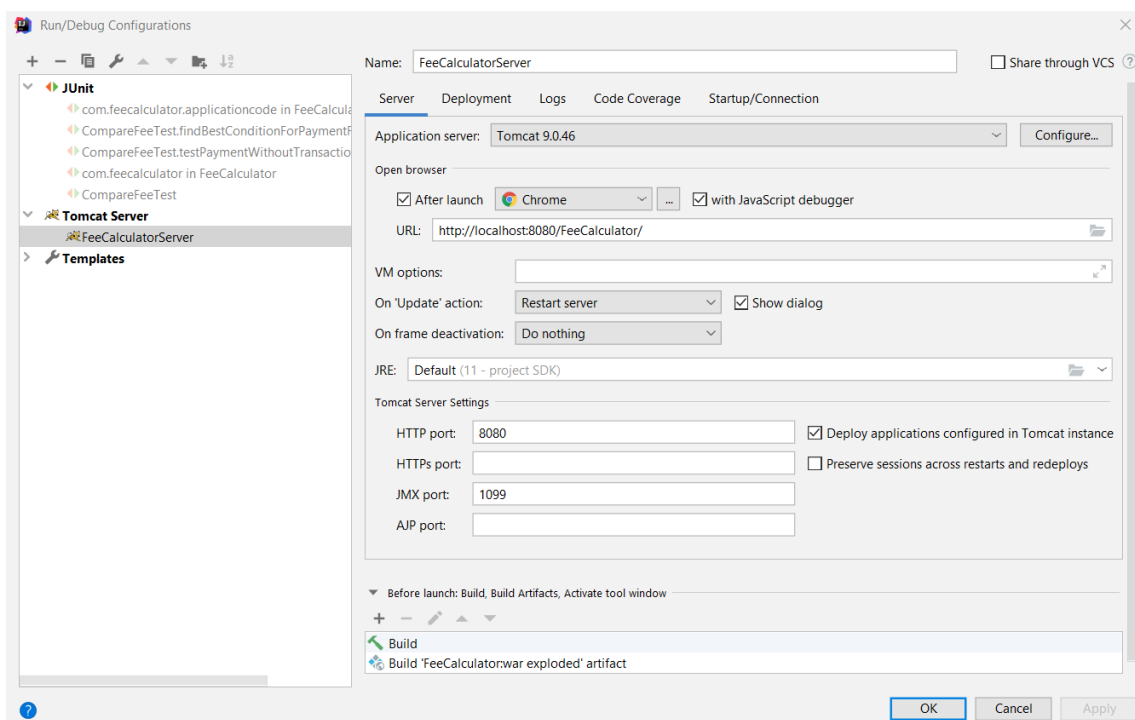 Run/Debug Configurations
Name: FeeCalculatorServer
Share through VCS
JUnit
com.feecalculator.applicationcode in FeeCalcula
CompareFeeTest.findBestConditionForPaymentF
CompareFeeTest.testPaymentWithoutTransactio
com.feecalculator in FeeCalculator
CompareFeeTest
Tomcat Server
FeeCalculatorServer
Templates
Server Deployment Logs Code Coverage Startup/Connection
Application server: Tomcat 9.0.46 Configure...
Open browser
After launch Chrome ... with JavaScript debugger
URL: http://localhost:8080/FeeCalculator/
VM options:
On 'Update' action: Restart server Show dialog
On frame deactivation: Do nothing
JRE: Default (11 - project SDK)
Tomcat Server Settings
HTTP port: 8080 Deploy applications configured in Tomcat instance
HTTPs port: Preserve sessions across restarts and redeploys
JMX port: 1099
AJP port:
Before launch: Build, Build Artifacts, Activate tool window
Build
Build 'FeeCalculator:war exploded' artifact
? OK Cancel Apply